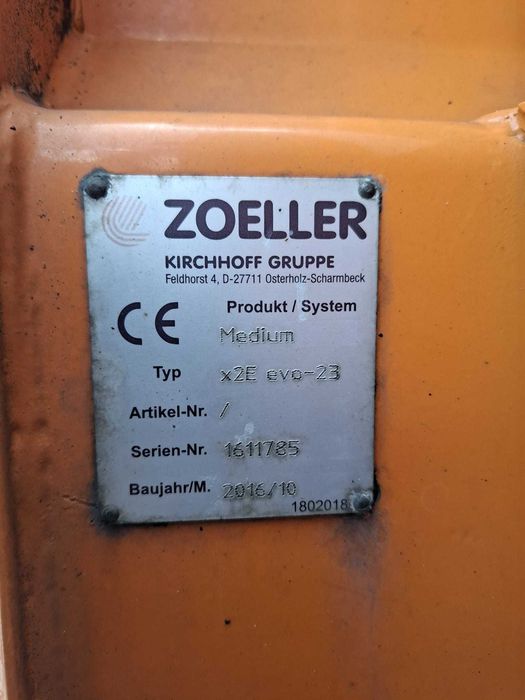 ZOELLER
KIRCHHOFF GRUPPE
Feldhorst 4, D-27711 Osterholz-Scharmbeck
CE
Produkt / System
Medium
Typ x2E evo-23
Artikel-Nr. /
Serien-Nr. 1611785
Baujahr/M. 2016/10
1802018